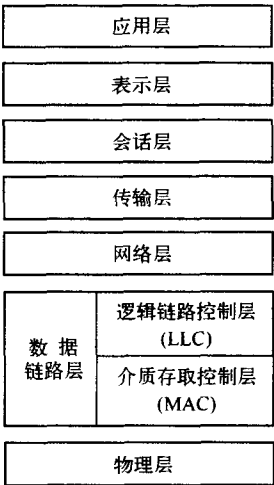 应用层
表示层
会话层
传输层
网络层
数 据
链路层
逻辑链路控制层
(LLC)
介质存取控制层
(MAC)
物理层